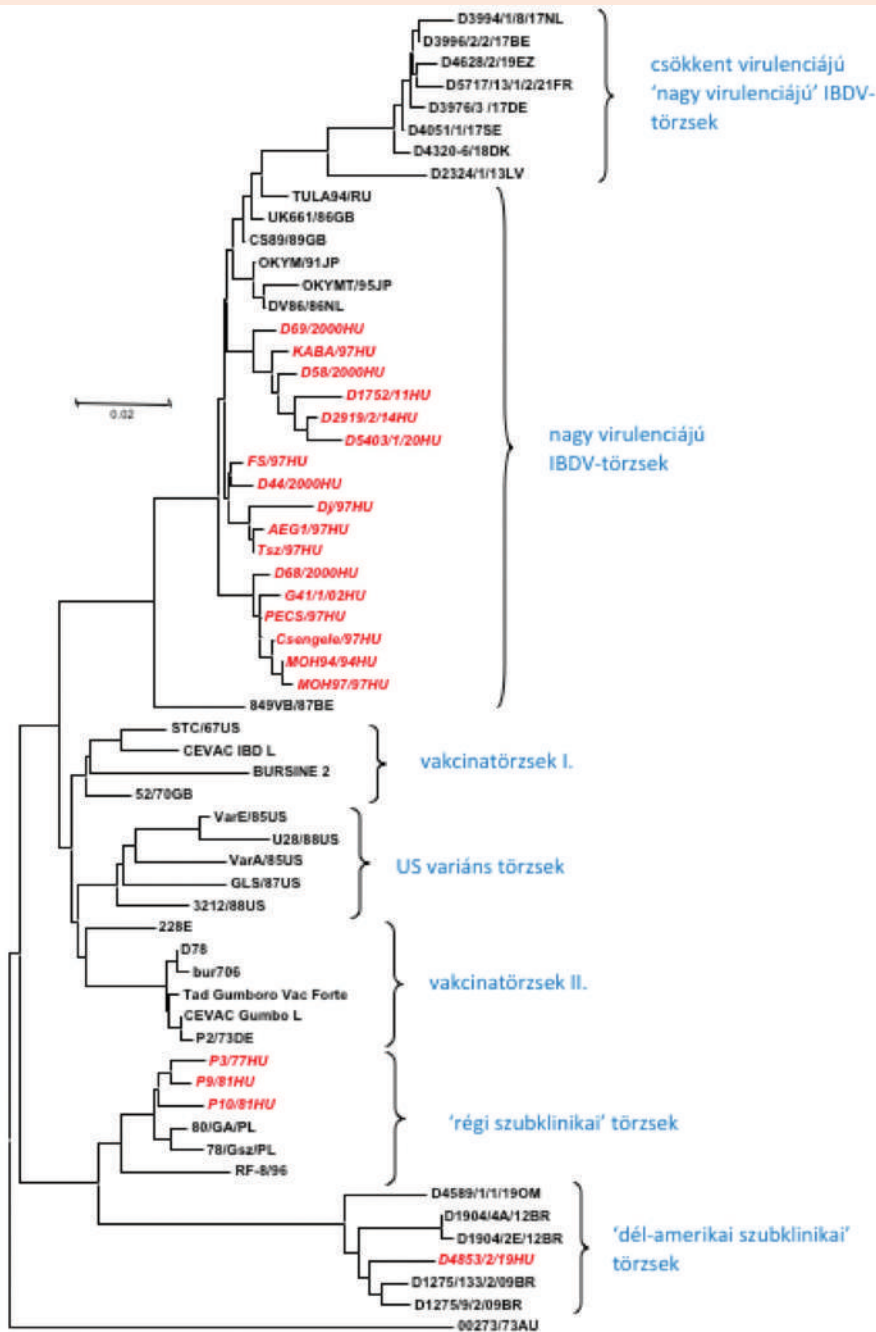 D3994/1/8/17NL
D3996/2/2/17BE
D4628/2/19EZ
D5717/13/1/2/21FR
D3976/3 /17DE
D4051/1/17SE
D4320-6/18DK
D2324/1/13LV
csökkent virulenciájú
'nagy virulenciájú' IBDV-
törzsek
TULA94/RU
UK661/86GB
CS89/89GB
OKYM/91JP
OKYMT/95JP
DV86/86NL
D69/2000HU
KABA/97HU
D58/2000HU
D1752/11HU
D2919/2/14HU
D5403/1/20HU
FS/97HU
D44/2000HU
Dj/97HU
AEG1/97HU
Tsz/97HU
D68/2000HU
G41/1/02HU
PECS/97HU
Csengele/97HU
MOH94/94HU
MOH97/97HU
849VB/87BE
nagy virulenciájú
IBDV-törzsek
0.02
STC/67US
CEVAC IBD L
BURSINE 2
52/70GB
vakcinatörzsek I.
VarE/85US
U28/88US
VarA/85US
GLS/87US
3212/88US
US variáns törzsek
228E
D78
bur706
Tad Gumboro Vac Forte
CEVAC Gumbo L
P2/73DE
vakcinatörzsek II.
P3/77HU
P9/81HU
P10/81HU
80/GA/PL
78/Gsz/PL
RF-8/96
'régi szubklinikai' törzsek
D4589/1/1/19OM
D1904/4A/12BR
D1904/2E/12BR
D4853/2/19HU
D1275/133/2/09BR
D1275/9/2/09BR
'dél-amerikai szubklinikai'
törzsek
00273/73AU